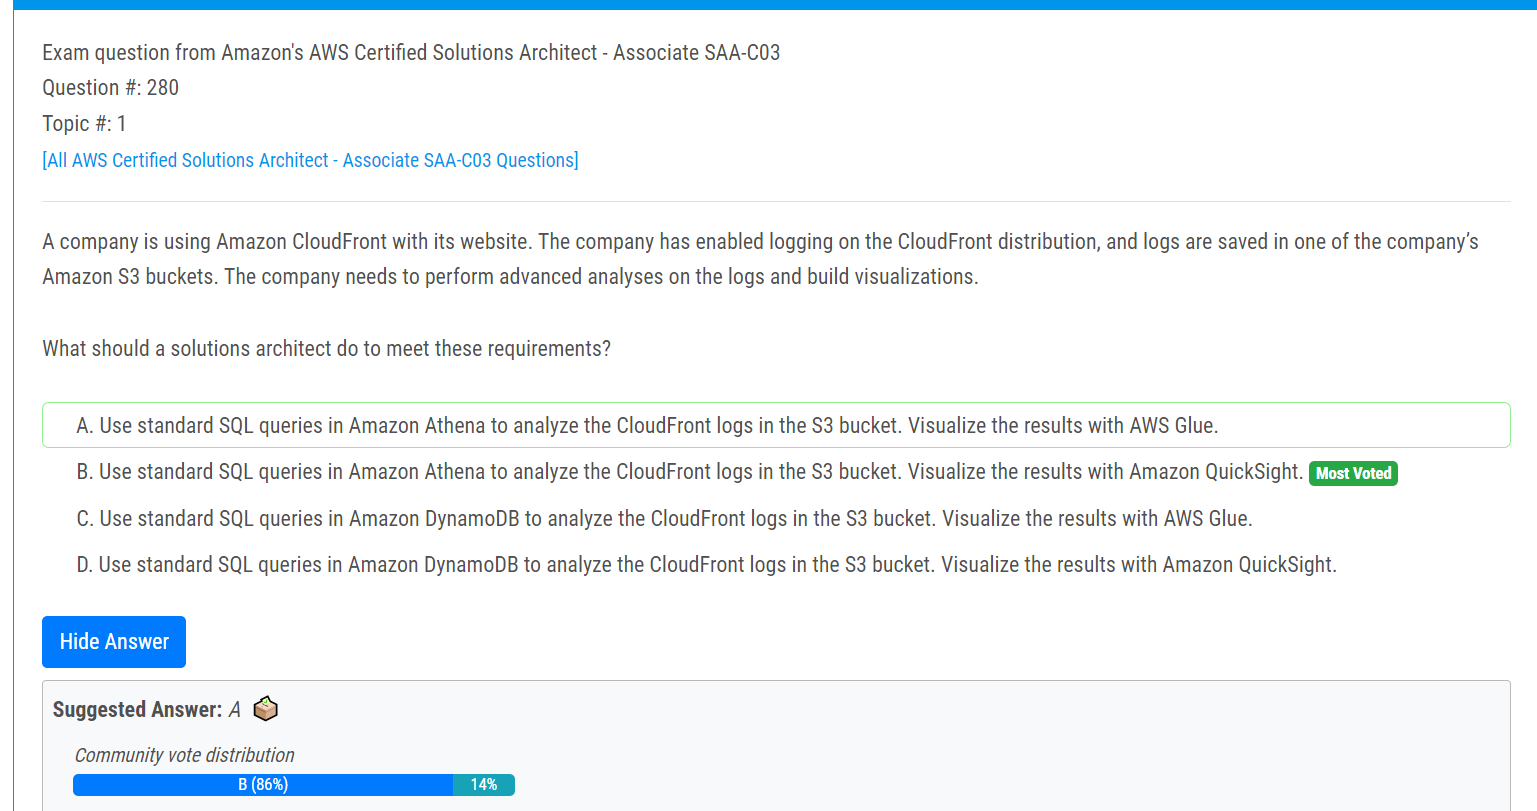 Exam question from Amazon's AWS Certified Solutions Architect - Associate SAA-C03
Question #: 280
Topic #: 1
[All AWS Certified Solutions Architect - Associate SAA-C03 Questions]
A company is using Amazon CloudFront with its website. The company has enabled logging on the CloudFront distribution, and logs are saved in one of the company’s
Amazon S3 buckets. The company needs to perform advanced analyses on the logs and build visualizations.
What should a solutions architect do to meet these requirements?
A. Use standard SQL queries in Amazon Athena to analyze the CloudFront logs in the S3 bucket. Visualize the results with AWS Glue.
B. Use standard SQL queries in Amazon Athena to analyze the CloudFront logs in the S3 bucket. Visualize the results with Amazon QuickSight. Most Voted
C. Use standard SQL queries in Amazon DynamoDB to analyze the CloudFront logs in the S3 bucket. Visualize the results with AWS Glue.
D. Use standard SQL queries in Amazon DynamoDB to analyze the CloudFront logs in the S3 bucket. Visualize the results with Amazon QuickSight.
Hide Answer
Suggested Answer: A
Community vote distribution
B (86%) 14%